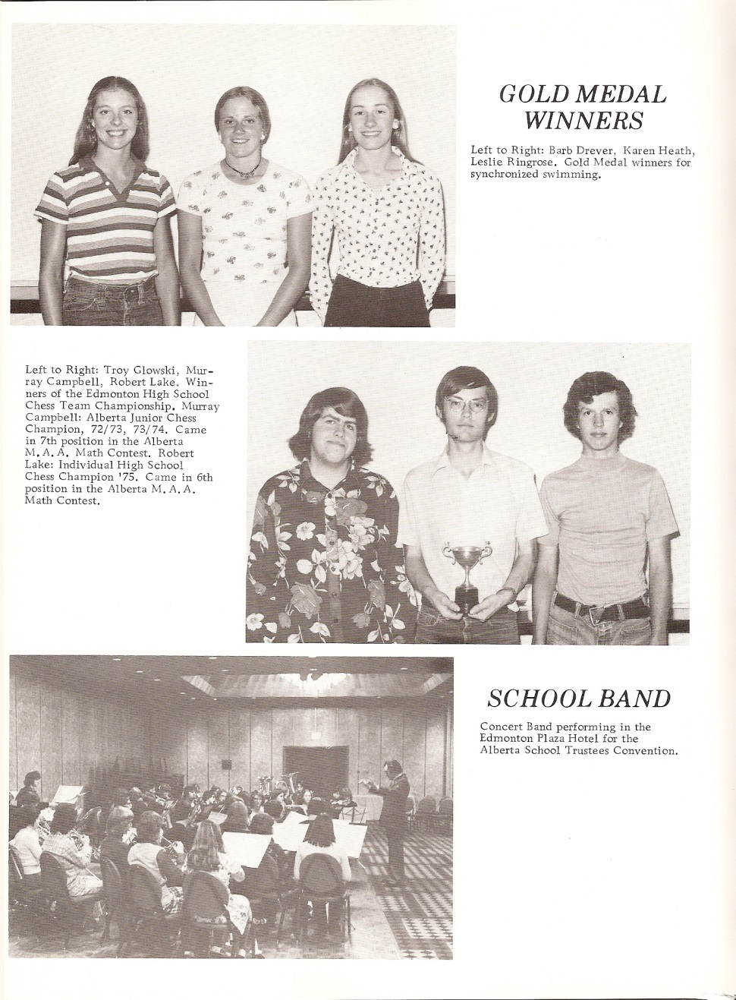 GOLD MEDAL
WINNERS
Left to Right: Barb Drever, Karen Heath,
Leslie Ringrose. Gold Medal winners for
synchronized swimming.
Left to Right: Troy Glowski, Mur-
ray Campbell, Robert Lake. Win-
ners of the Edmonton High School
Chess Team Championship. Murray
Campbell: Alberta Junior Chess
Champion, 72/73, 73/74. Came
in 7th position in the Alberta
M.A.A. Math Contest. Robert
Lake: Individual High School
Chess Champion '75. Came in 6th
position in the Alberta M.A.A.
Math Contest.
SCHOOL BAND
Concert Band performing in the
Edmonton Plaza Hotel for the
Alberta School Trustees Convention.